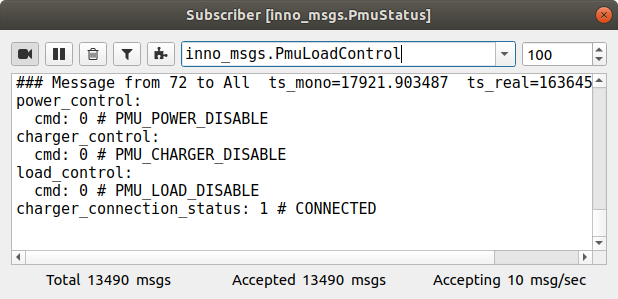 Subscriber [inno_msgs.PmuStatus]
inno_msgs.PmuLoadControl 100
### Message from 72 to All  ts_mono=17921.903487  ts_real=163645
power_control:
  cmd: 0 # PMU_POWER_DISABLE
charger_control:
  cmd: 0 # PMU_CHARGER_DISABLE
load_control:
  cmd: 0 # PMU_LOAD_DISABLE
charger_connection_status: 1 # CONNECTED
Total 13490 msgs Accepted 13490 msgs Accepting 10 msg/sec